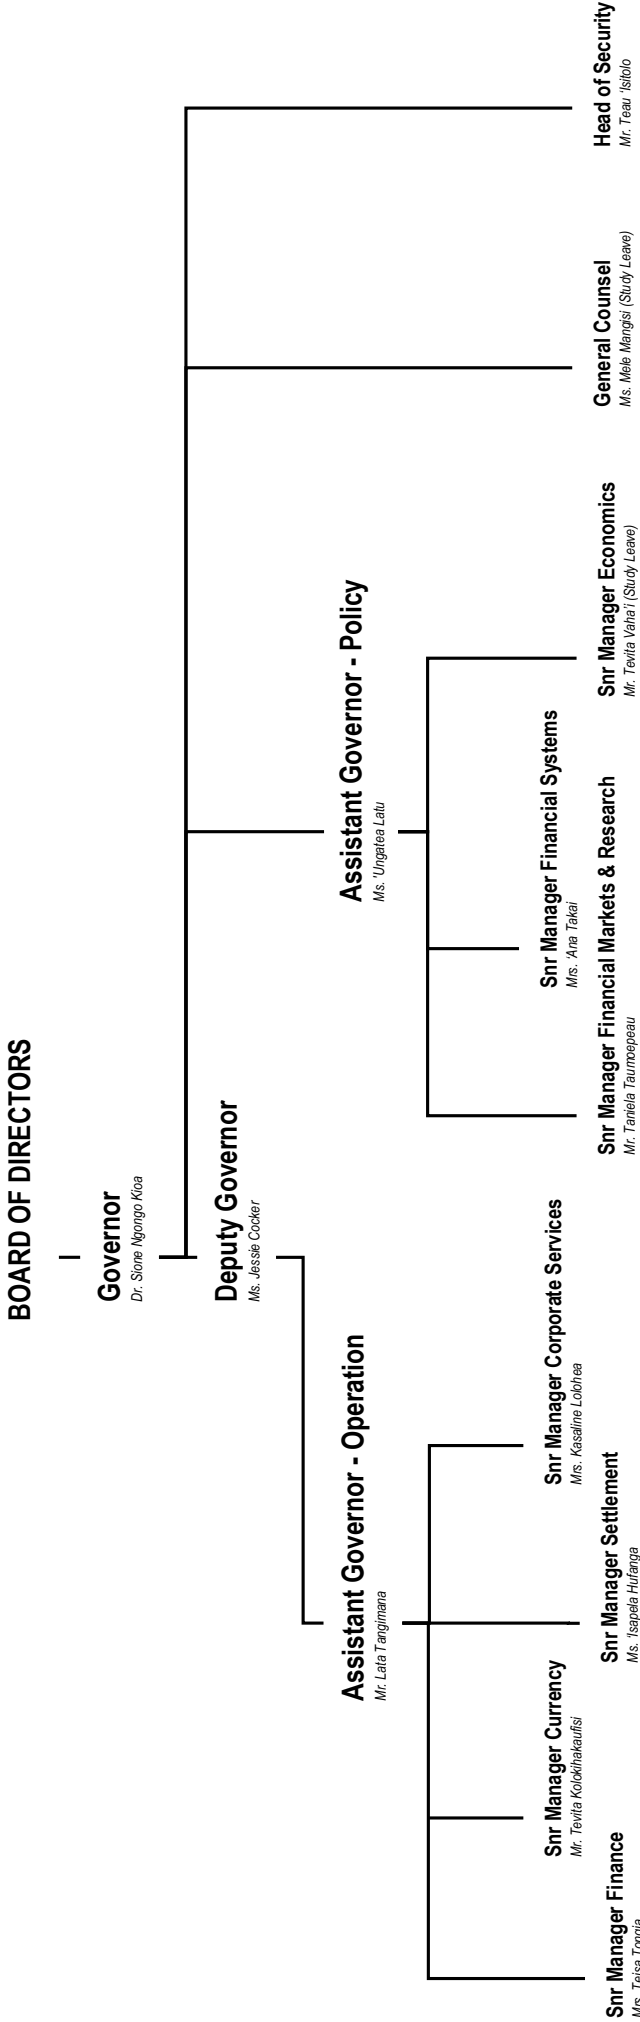 BOARD OF DIRECTORS
Governor
Dr. Sione Ngongo Kioa
Deputy Governor
Ms. Jessie Cocker
Assistant Governor - Operation
Mr. Lata Tangimana
Assistant Governor - Policy
Ms. 'Ungatea Latu
Snr Manager Finance
Mrs. Teisa Tongia
Snr Manager Currency
Mr. Tevita Kolokihakaufisi
Snr Manager Settlement
Ms. 'Isapela Hufanga
Snr Manager Corporate Services
Mrs. Kasaline Lolohea
Snr Manager Financial Markets & Research
Mr. Taniela Taumoepeau
Snr Manager Financial Systems
Mrs. 'Ana Takai
Snr Manager Economics
Mr. Tevita Vaha'i (Study Leave)
General Counsel
Ms. Mele Mangisi (Study Leave)
Head of Security
Mr. Teau 'Isitolo